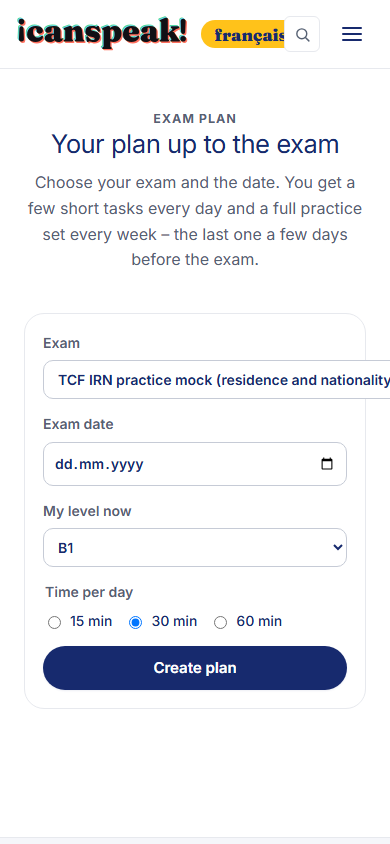 icanspeak!
français
EXAM PLAN
Your plan up to the exam
Choose your exam and the date. You get a
few short tasks every day and a full practice
set every week – the last one a few days
before the exam.
Exam
TCF IRN practice mock (residence and nationality
Exam date
dd.mm.yyyy
My level now
B1
Time per day
15 min
30 min
60 min
Create plan